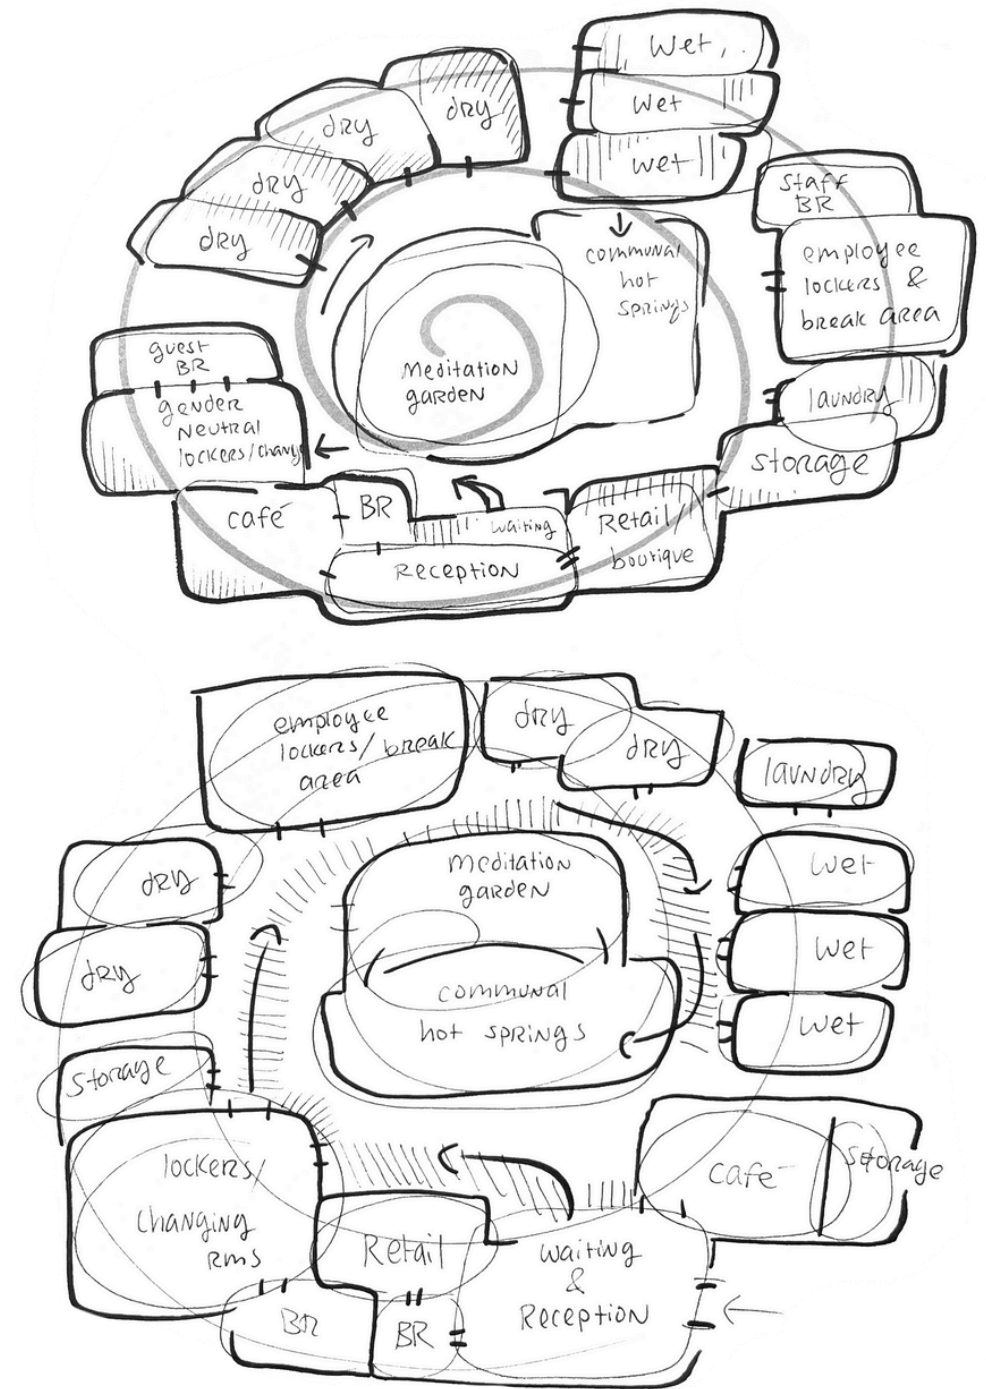 wet
wet
wet
dry
dry
dry
dry
staff
BR
communal
hot
springs
employee
lockers &
break area
guest
BR
Meditation
garden
gender
neutral
lockers/chang
laundry
storage
café
BR
waiting
Retail/
boutique
Reception
employee
lockers/break
area
dry
dry
laundry
meditation
garden
wet
dry
wet
dry
communal
hot springs
wet
storage
café
storage
lockers/
changing
rms
Retail
waiting
&
Reception
BR
BR